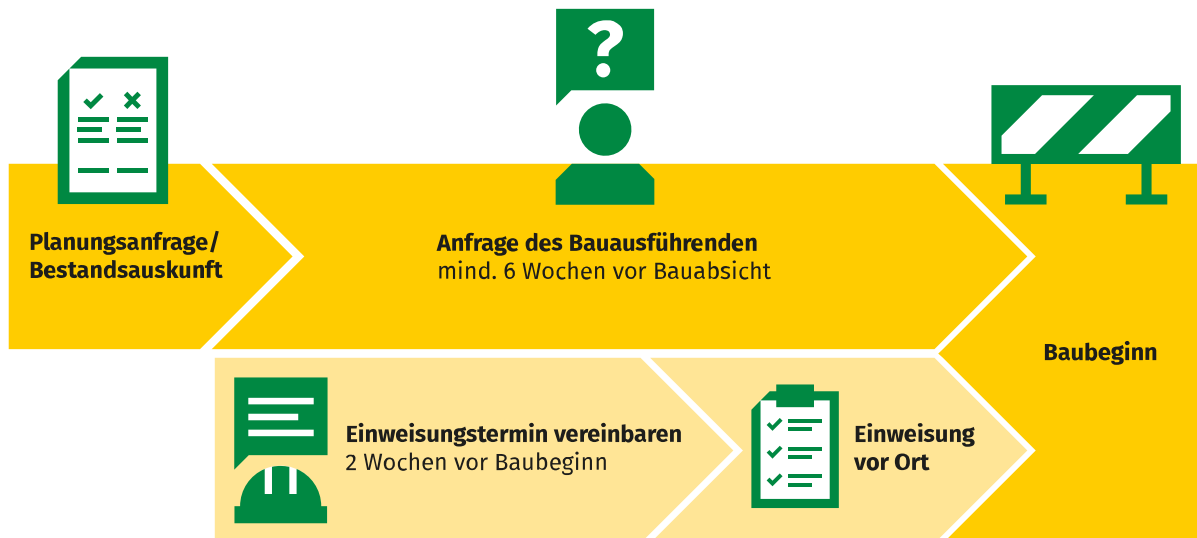 ?
Planungsanfrage/
Bestandsauskunft
Anfrage des Bauausführenden
mind. 6 Wochen vor Bauabsicht
Baubeginn
Einweisungstermin vereinbaren
2 Wochen vor Baubeginn
Einweisung
vor Ort